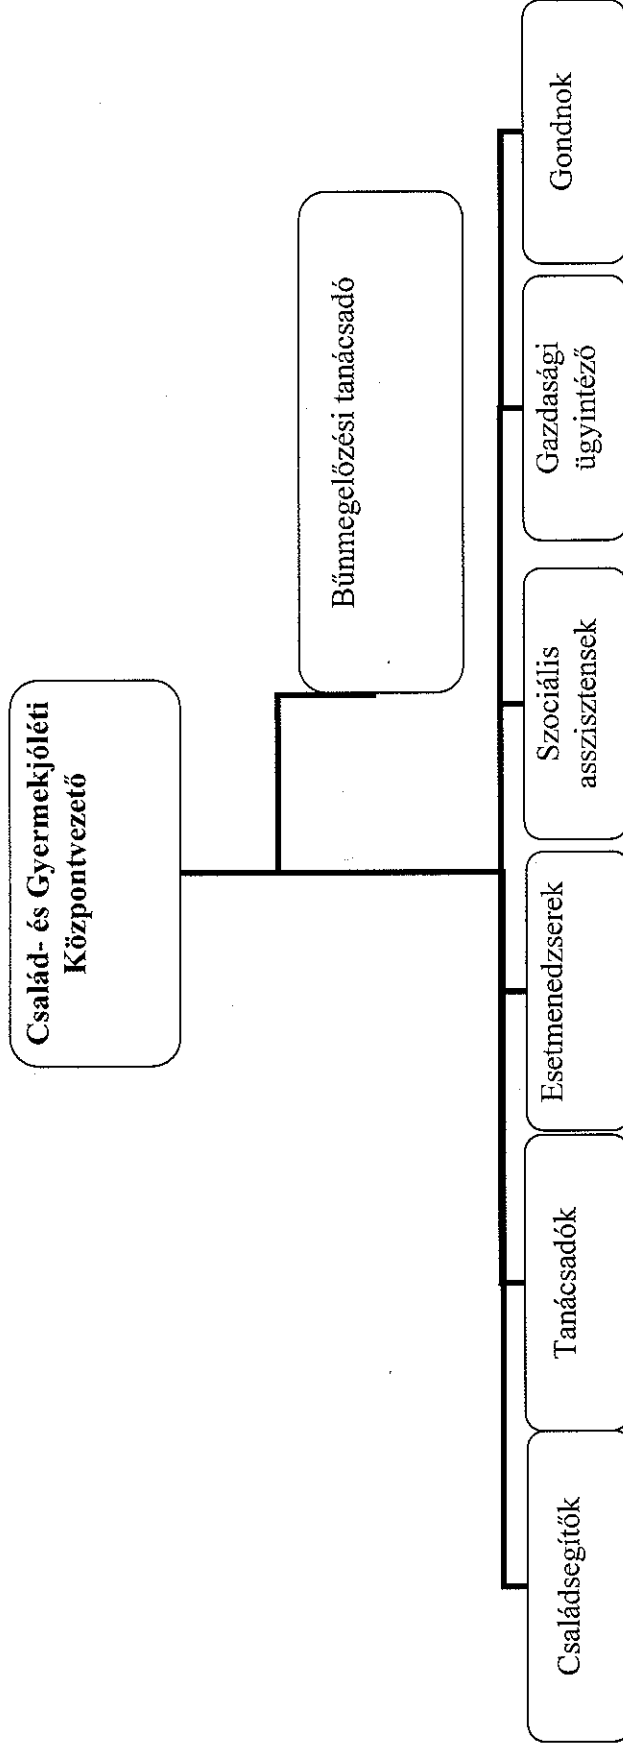 Család- és Gyermekjóléti
Központvezető
Bűnmegelőzési tanácsadó
Családsegítők
Tanácsadók
Esetmenedzserek
Szociális
asszisztensek
Gazdasági
ügyintéző
Gondnok